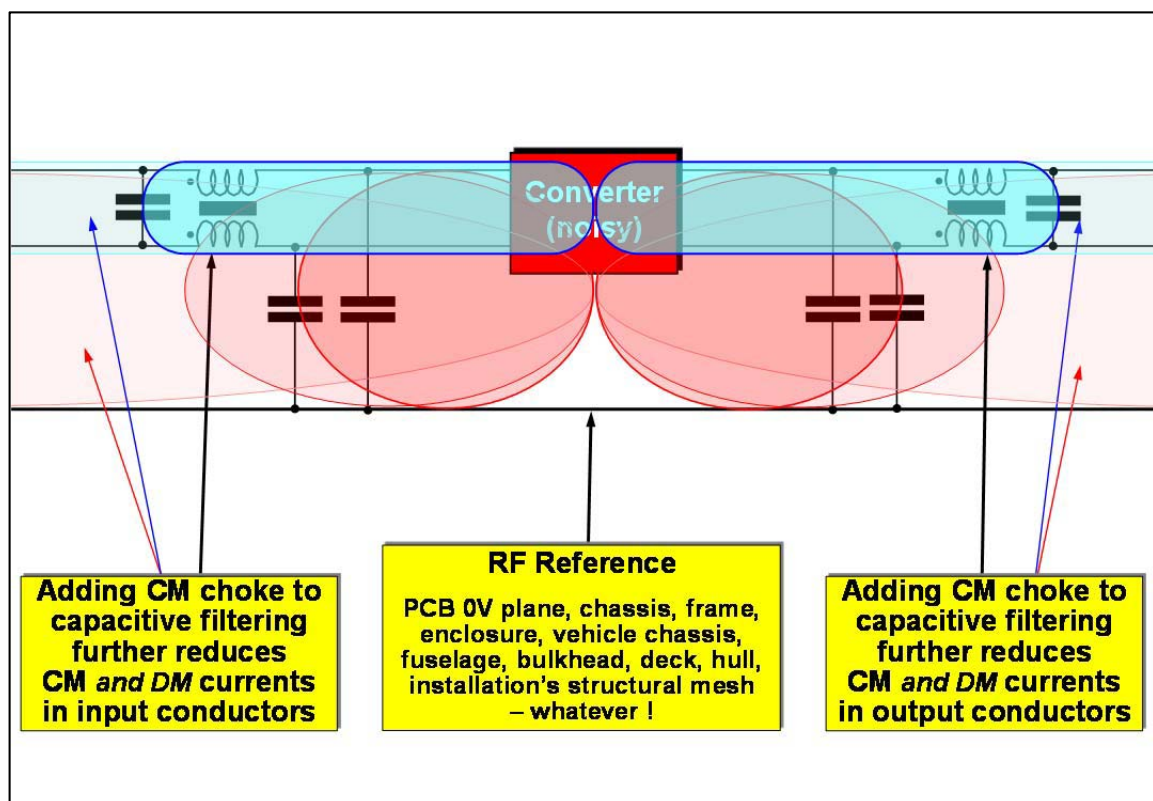 Converter
(noisy)
Adding CM choke to
capacitive filtering
further reduces
CM and DM currents
in input conductors
RF Reference
PCB 0V plane, chassis, frame,
enclosure, vehicle chassis,
fuselage, bulkhead, deck, hull,
installation's structural mesh
– whatever !
Adding CM choke to
capacitive filtering
further reduces
CM and DM currents
in output conductors